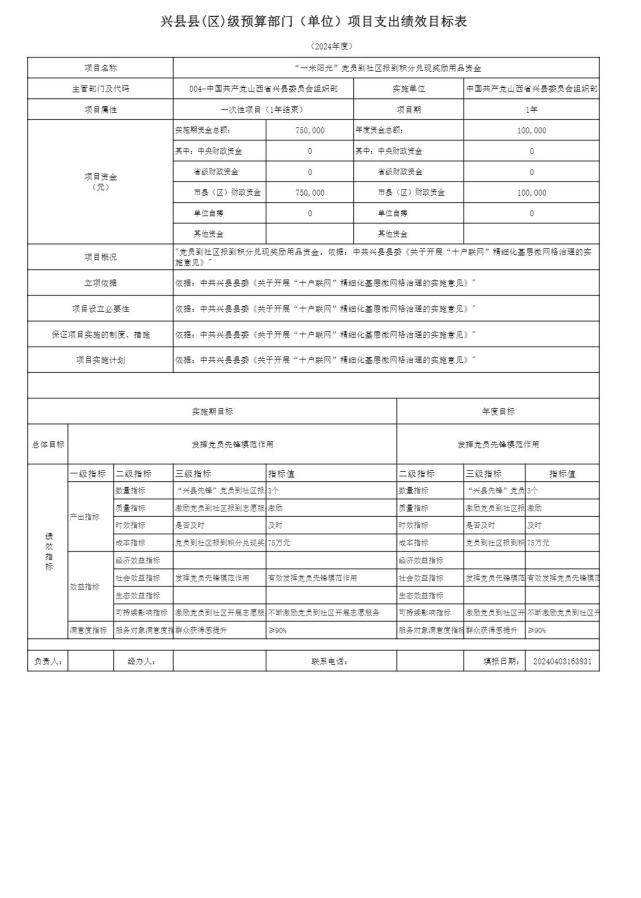 兴县县(区)级预算部门（单位）项目支出绩效目标表
（2024年度）
项目名称 “一米阳光”党员到社区报到积分兑现奖励用品资金
主管部门及代码 004-中国共产党山西省兴县委员会组织部 实施单位 中国共产党山西省兴县委员会组织部
项目属性 一次性项目（1年结束） 项目期 1年
项目资金（元） 实施期资金总额： 750,000 年度资金总额： 100,000
其中：中央财政资金 0 其中：中央财政资金 0
省级财政资金 0 省级财政资金 0
市县（区）财政资金 750,000 市县（区）财政资金 100,000
单位自筹 0 单位自筹 0
其他资金 其他资金
项目概况 "党员到社区报到积分兑现奖励用品资金。依据：中共兴县县委《关于开展“十户联网”精细化基层微网格治理的实
施意见》"
立项依据 依据：中共兴县县委《关于开展“十户联网”精细化基层微网格治理的实施意见》"
项目设立必要性 依据：中共兴县县委《关于开展“十户联网”精细化基层微网格治理的实施意见》"
保证项目实施的制度、措施 依据：中共兴县县委《关于开展“十户联网”精细化基层微网格治理的实施意见》"
项目实施计划 依据：中共兴县县委《关于开展“十户联网”精细化基层微网格治理的实施意见》"
实施期目标 年度目标
总体目标 发挥党员先锋模范作用 发挥党员先锋模范作用
绩效指标 一级指标 二级指标 三级指标 指标值 二级指标 三级指标 指标值
产出指标 数量指标 “兴县先锋”党员到社区报 3个 数量指标 “兴县先锋”党员
质量指标 激励党员到社区报到志愿服 激励 质量指标 激励党员到社区报 激励
时效指标 是否及时 及时 时效指标 是否及时 及时
成本指标 党员到社区报到积分兑现奖 75万元 成本指标 党员到社区报到积 75万元
效益指标 经济效益指标 经济效益指标
社会效益指标 发挥党员先锋模范作用 有效发挥党员先锋模范作用 社会效益指标 发挥党员先锋模范 有效发挥党员先锋模范
生态效益指标 生态效益指标
可持续影响指标 激励党员到社区开展志愿服 不断激励党员到社区开展志愿服务 可持续影响指标 激励党员到社区开 不断激励党员到社区开
满意度指标 服务对象满意度指 群众获得感提升 ≥90% 服务对象满意度指标 群众获得感提升 ≥90%
负责人： 经办人： 联系电话： 填报日期： 20240403163931